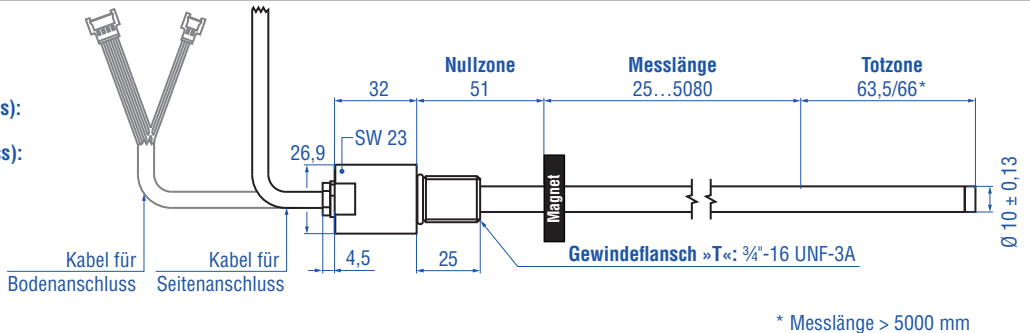 s):
s):
Nullzone
Messlänge
Totzone
32
51
25…5080
63,5/66*
SW 23
26,9
Magnet
Ø 10 ± 0,13
4,5
25
Gewindeflansch »T«: ¾"-16 UNF-3A
Kabel für
Bodenanschluss
Kabel für
Seitenanschluss
* Messlänge > 5000 mm